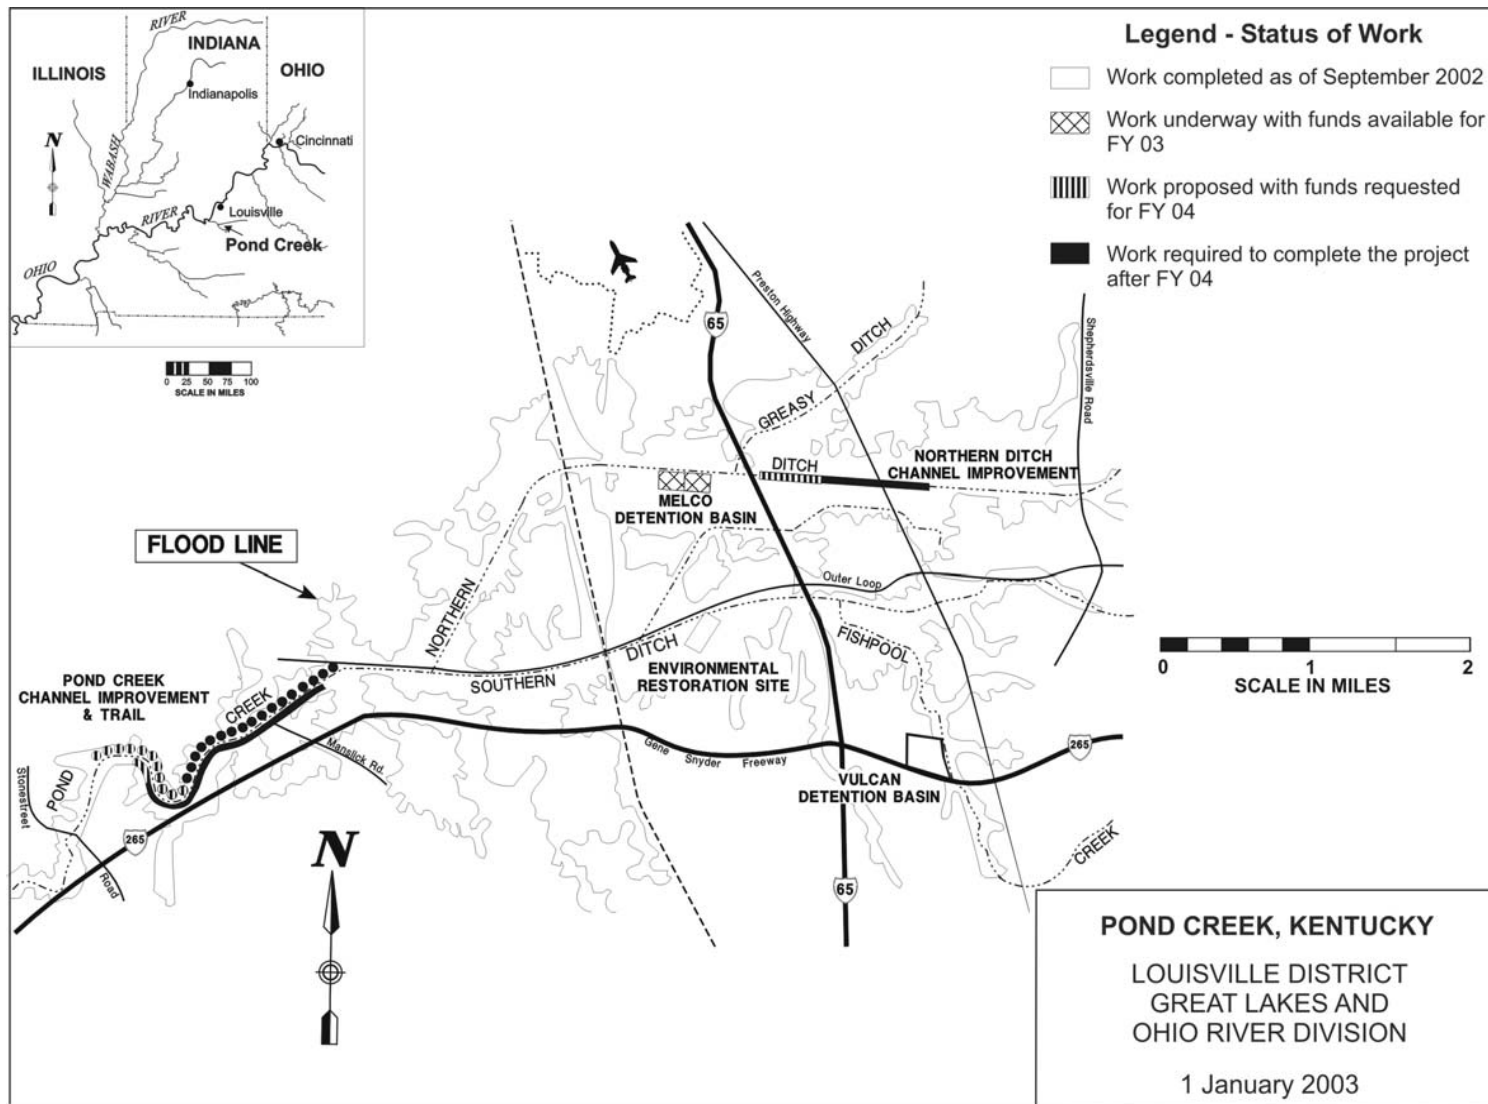 RIVER
INDIANA
ILLINOIS
OHIO
Indianapolis
N
WABASH
Cincinnati
RIVER
Louisville
Pond Creek
OHIO
0 25 50 75 100
SCALE IN MILES
Legend - Status of Work
Work completed as of September 2002
Work underway with funds available for
FY 03
Work proposed with funds requested
for FY 04
Work required to complete the project
after FY 04
65
Preston Highway
DITCH
GREASY
Shepherdsville Road
DITCH
NORTHERN DITCH
CHANNEL IMPROVEMENT
MELCO
DETENTION BASIN
FLOOD LINE
NORTHERN
Outer Loop
DITCH
FISHPOOL
SOUTHERN
ENVIRONMENTAL
RESTORATION SITE
0 1 2
SCALE IN MILES
POND CREEK
CHANNEL IMPROVEMENT
& TRAIL
CREEK
Manslick Rd.
Gene Snyder Freeway
265
VULCAN
DETENTION BASIN
POND
Stonestreet
Road
265
N
65
CREEK
POND CREEK, KENTUCKY
LOUISVILLE DISTRICT
GREAT LAKES AND
OHIO RIVER DIVISION
1 January 2003